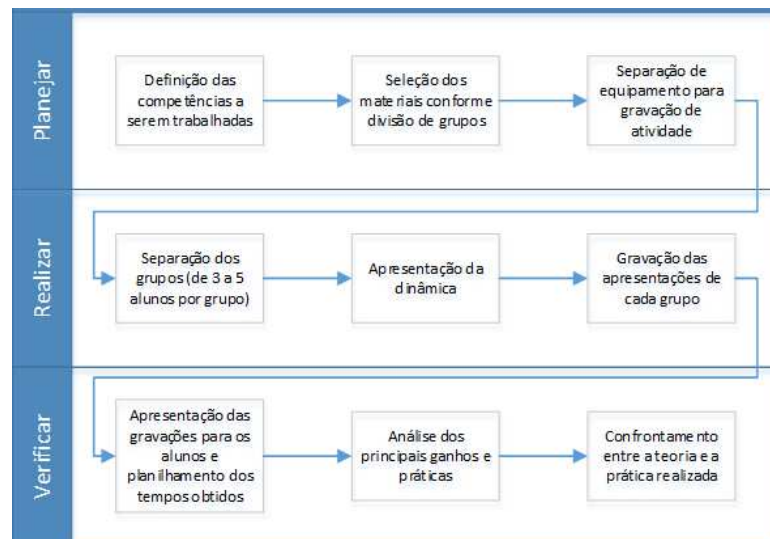 Planejar
Definição das
competências a
serem trabalhadas
Seleção dos
materiais conforme
divisão de grupos
Separação de
equipamento para
gravação de
atividade
Realizar
Separação dos
grupos (de 3 a 5
alunos por grupo)
Apresentação da
dinâmica
Gravação das
apresentações de
cada grupo
Verificar
Apresentação das
gravações para os
alunos e
planilhamento dos
tempos obtidos
Análise dos
principais ganhos e
práticas
Confrontamento
entre a teoria e a
prática realizada